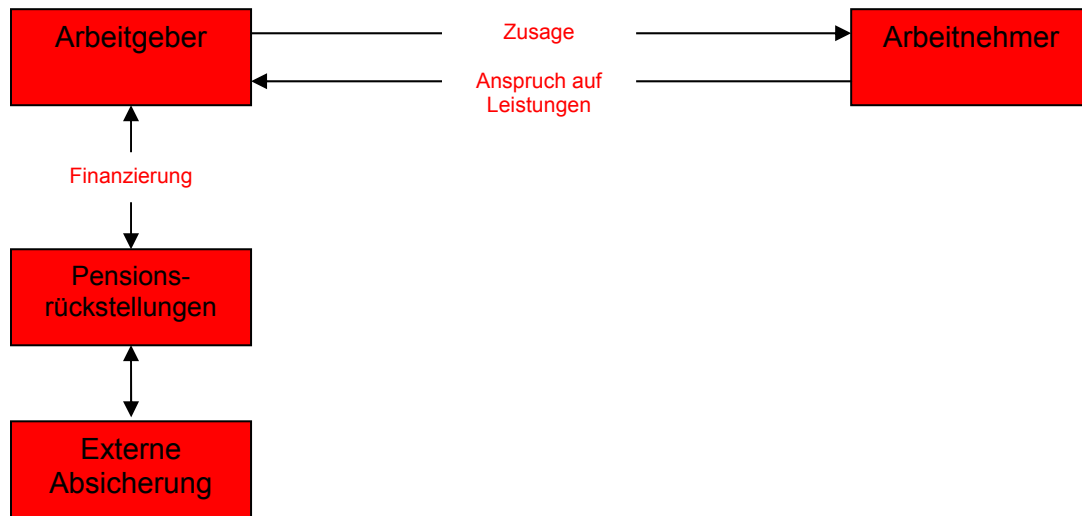 Arbeitgeber
Zusage
Arbeitnehmer
Anspruch auf
Leistungen
Finanzierung
Pensions-
rückstellungen
Externe
Absicherung